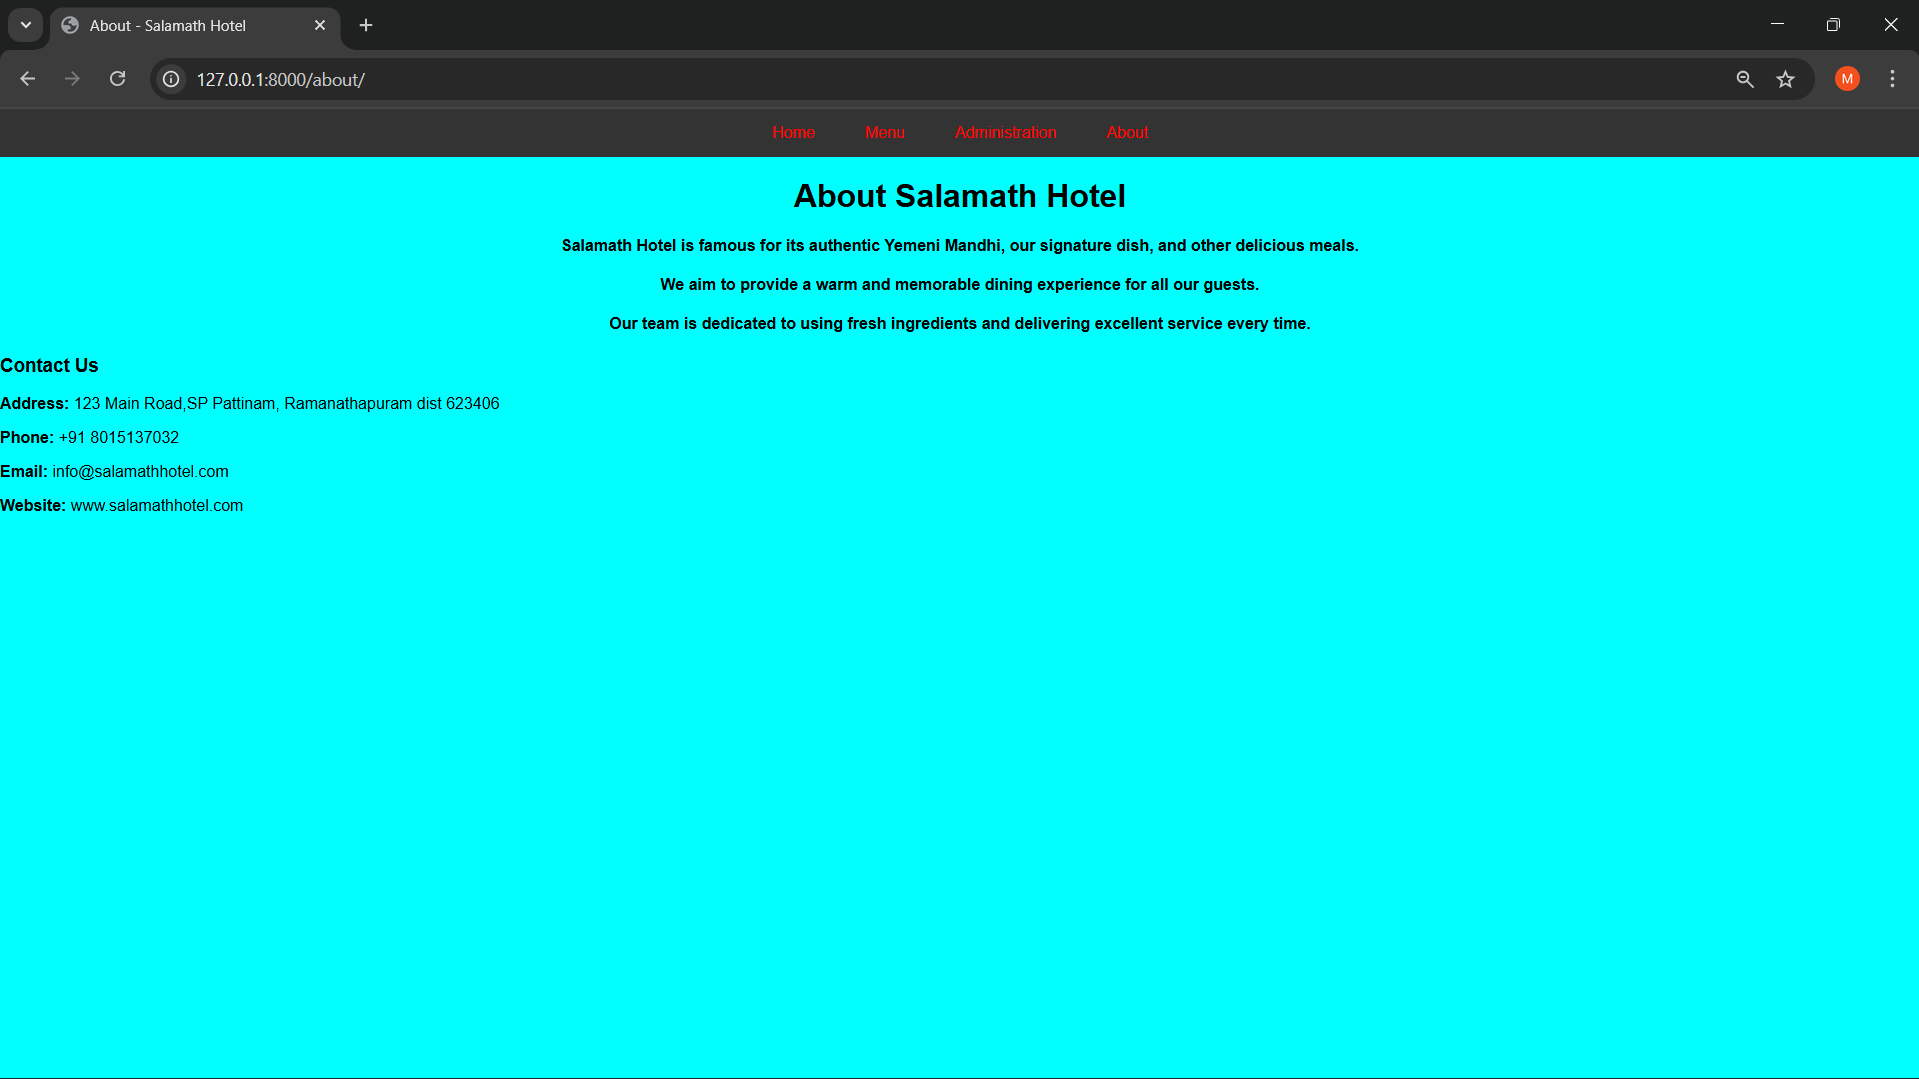 About - Salamath Hotel
127.0.0.1:8000/about/
M
Home Menu Administration About
About Salamath Hotel
Salamath Hotel is famous for its authentic Yemeni Mandhi, our signature dish, and other delicious meals.
We aim to provide a warm and memorable dining experience for all our guests.
Our team is dedicated to using fresh ingredients and delivering excellent service every time.
Contact Us
Address: 123 Main Road,SP Pattinam, Ramanathapuram dist 623406
Phone: +91 8015137032
Email: info@salamathhotel.com
Website: www.salamathhotel.com